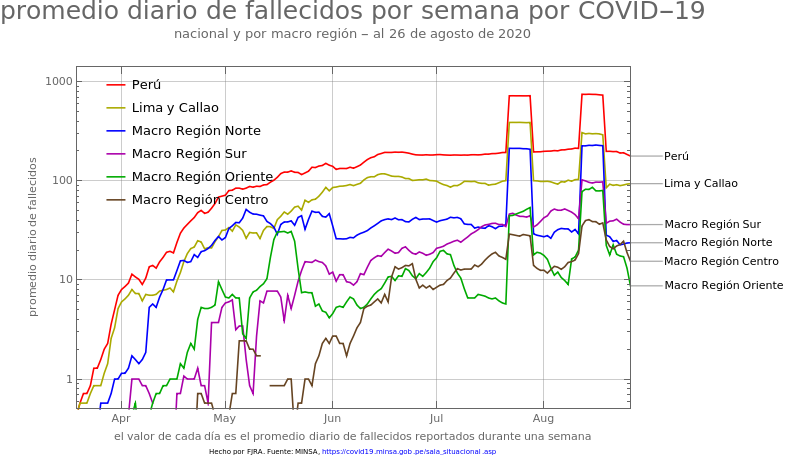 promedio diario de fallecidos por semana por COVID−19
nacional y por macro región − al 26 de agosto de 2020
promedio diario de fallecidos
1000
100
10
1
Perú
Lima y Callao
Macro Región Norte
Macro Región Sur
Macro Región Oriente
Macro Región Centro
Perú
Lima y Callao
Macro Región Sur
Macro Región Norte
Macro Región Centro
Macro Región Oriente
Apr May Jun Jul Aug
el valor de cada día es el promedio diario de fallecidos reportados durante una semana
Hecho por FJRA. Fuente: MINSA, https://covid19.minsa.gob.pe/sala_situacional .asp